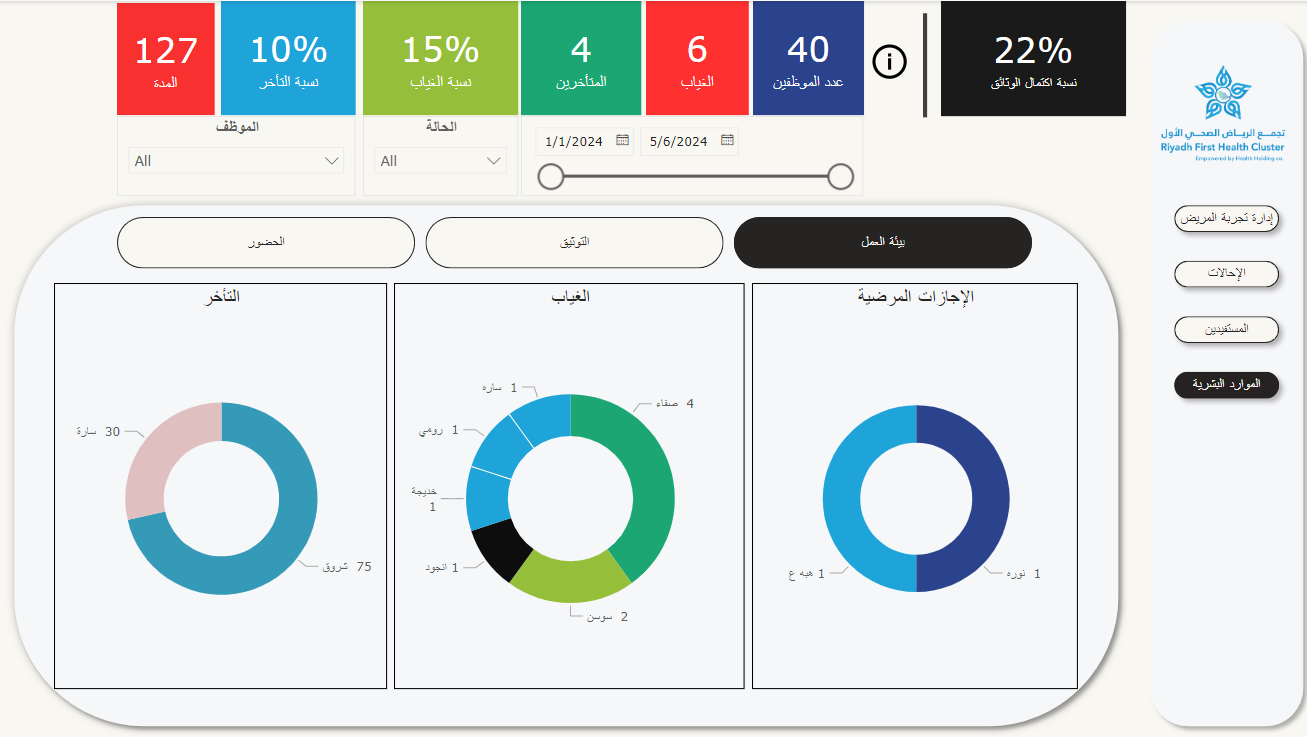 22%
نسبة اكتمال الوثائق
40
عدد الموظفين
6
الغياب
4
المتأخرين
15%
نسبة الغياب
10%
نسبة التأخر
127
المدة
i
1/1/2024
5/6/2024
الحالة
All
الموظف
All
تجمع الرياض الصحي الأول
Riyadh First Health Cluster
Empowered by Health Holding co.
إدارة تجربة المريض
الإحالات
المستفيدين
الموارد البشرية
بيئة العمل
التوثيق
الحضور
الإجازات المرضية
نوره 1
هبه ع 1
الغياب
صفاء 4
سوسن 2
انجود 1
خديجة
1
رومي 1
ساره 1
التأخر
شروق 75
سارة 30